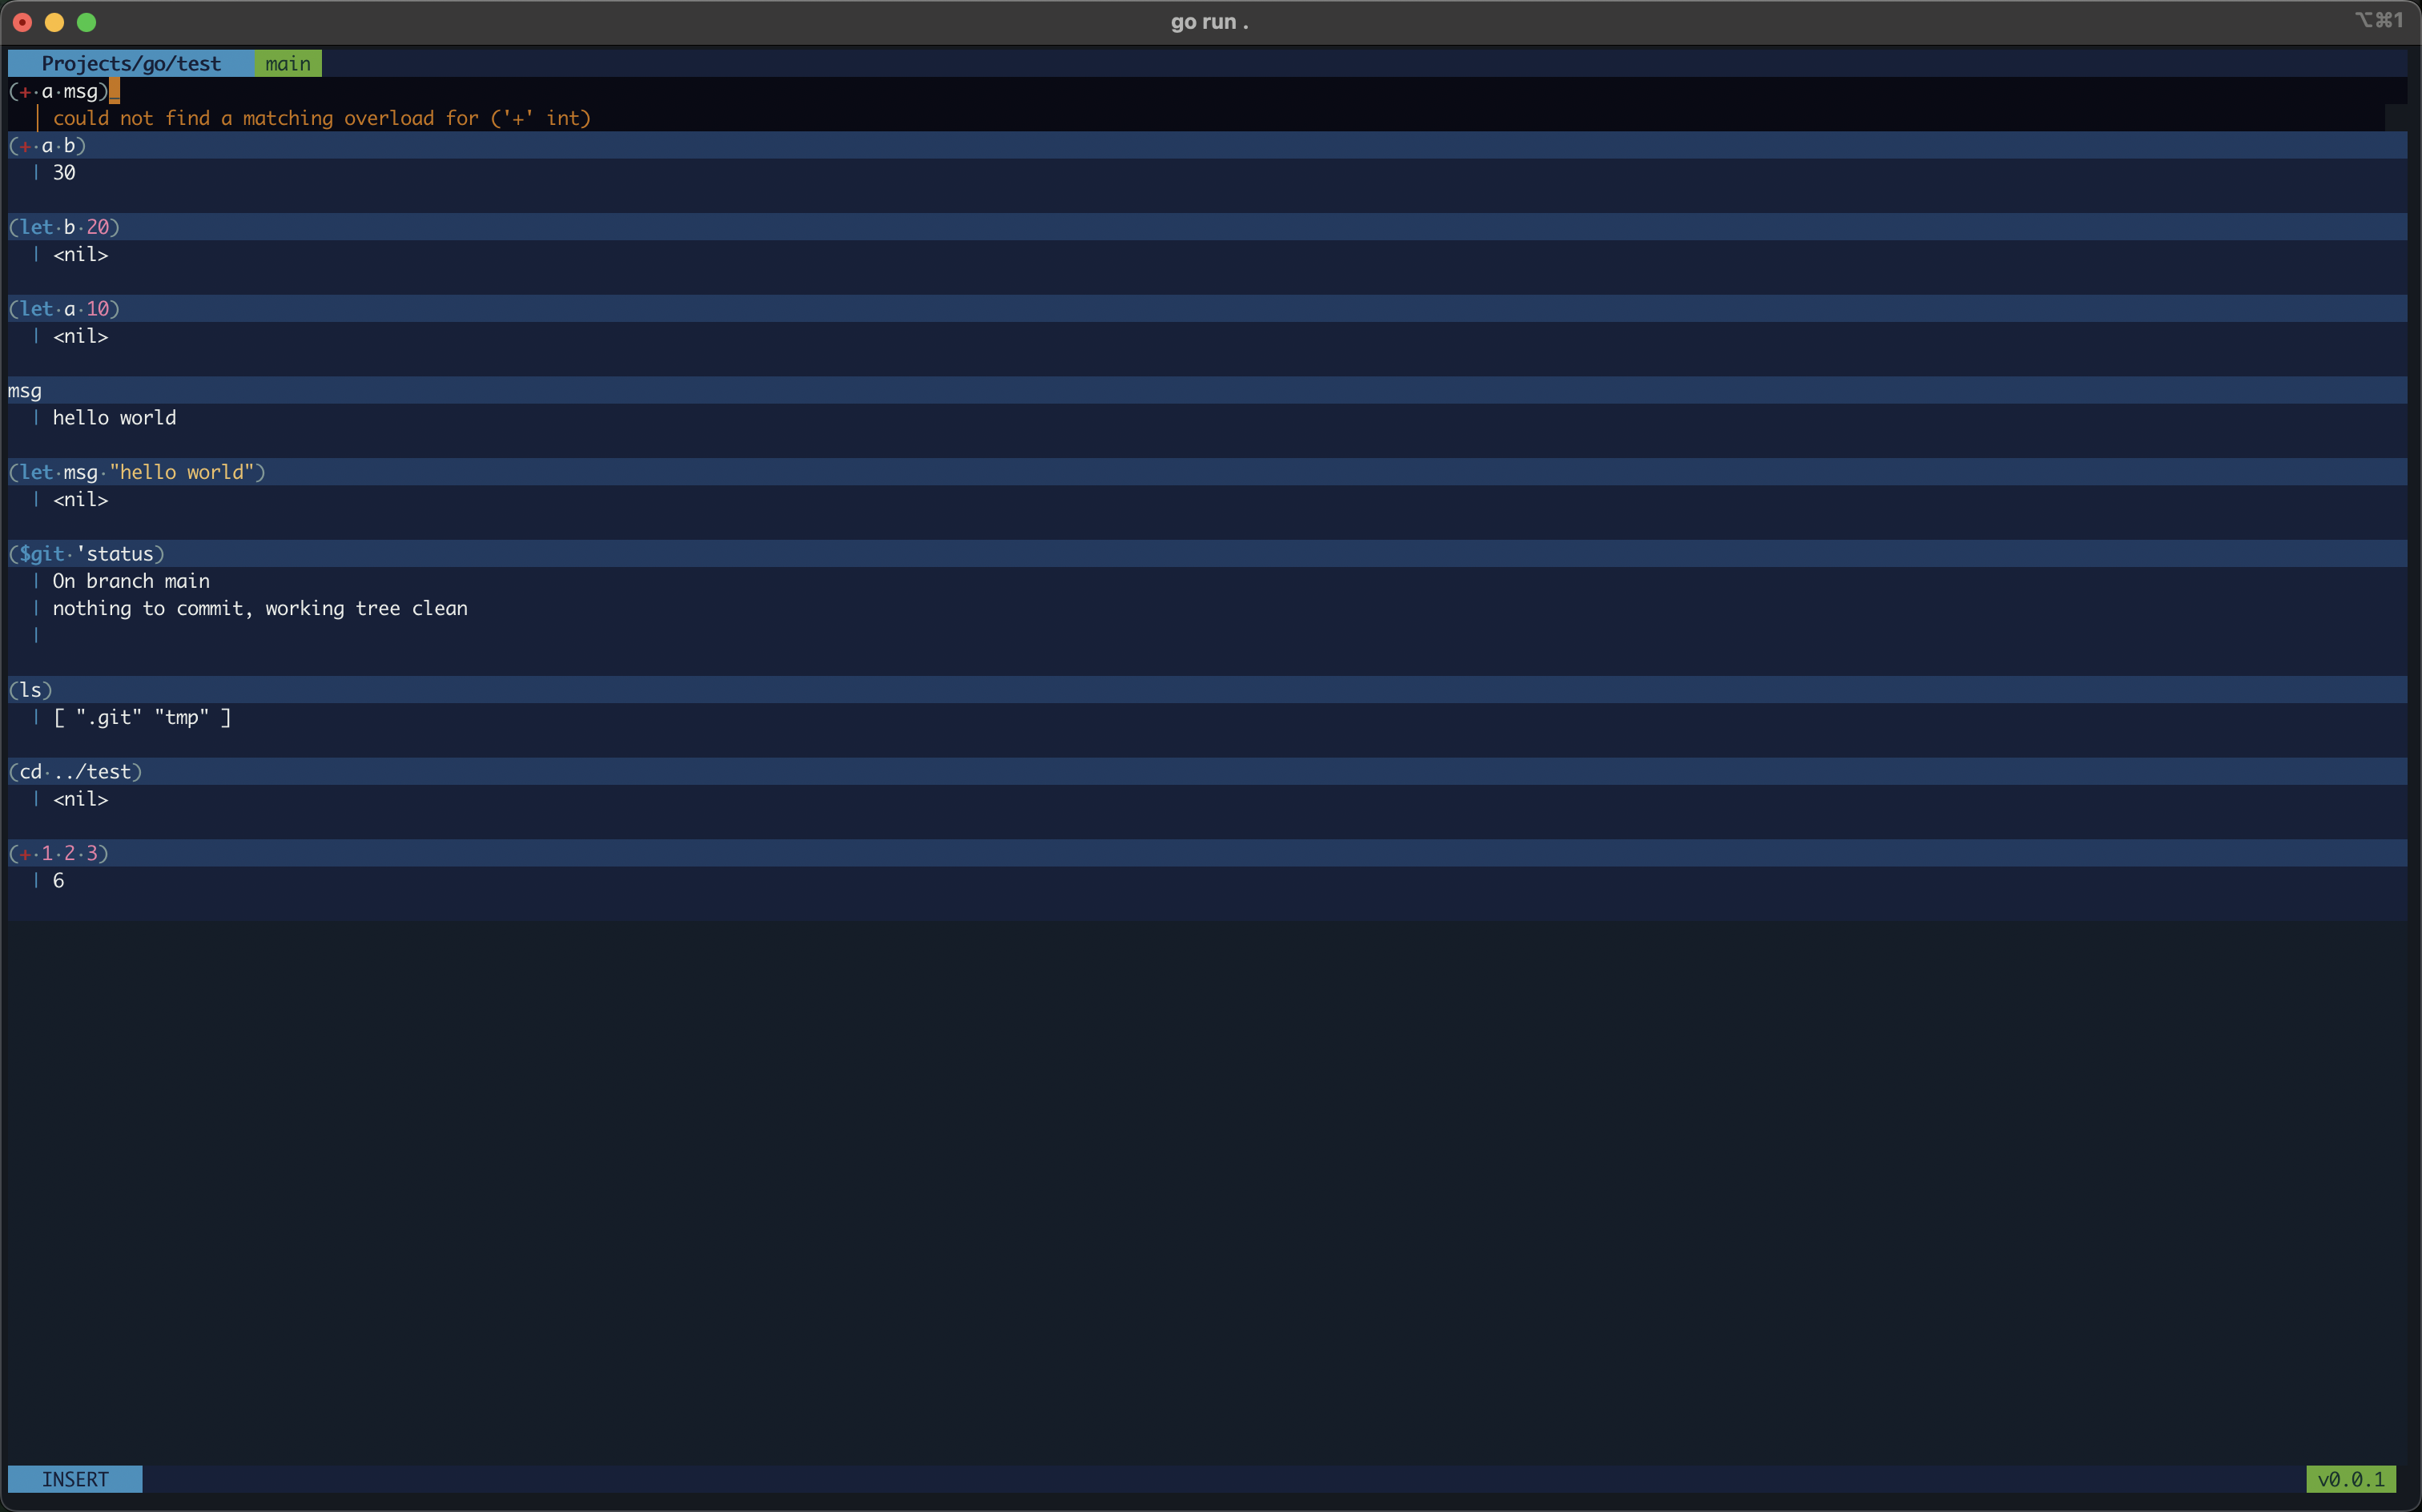 go run .
⌥⌘1
Projects/go/test main
(+·a·msg)
| could not find a matching overload for ('+' int)
(+·a·b)
| 30
(let·b·20)
| <nil>
(let·a·10)
| <nil>
msg
| hello world
(let·msg·"hello world")
| <nil>
($git·'status)
| On branch main
| nothing to commit, working tree clean
|
(ls)
| [ ".git" "tmp" ]
(cd·../test)
| <nil>
(+·1·2·3)
| 6
INSERT
v0.0.1